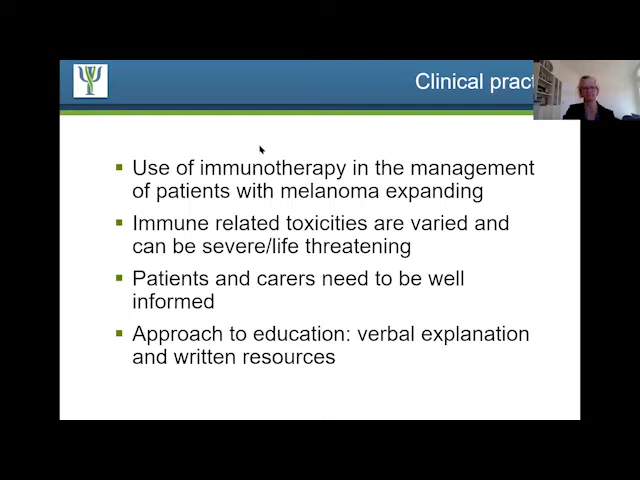 Clinical pract
▪ Use of immunotherapy in the management
of patients with melanoma expanding
▪ Immune related toxicities are varied and
can be severe/life threatening
▪ Patients and carers need to be well
informed
▪ Approach to education: verbal explanation
and written resources